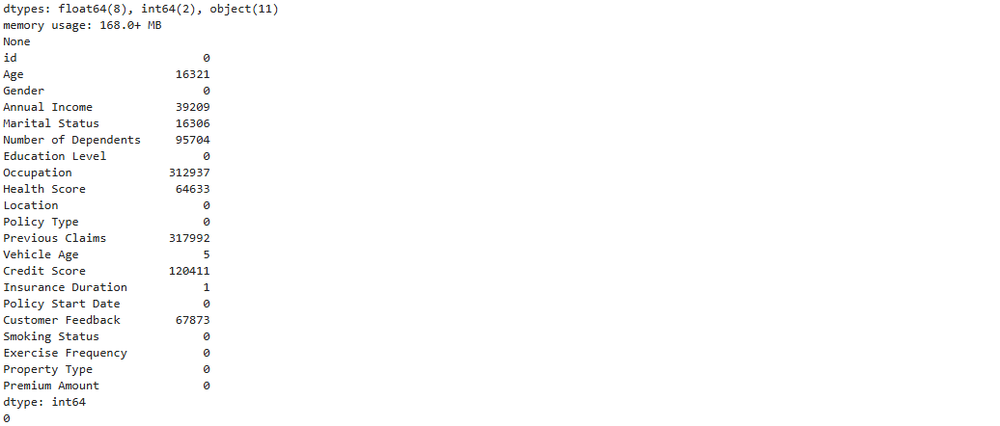 dtypes: float64(8), int64(2), object(11)
memory usage: 168.0+ MB
None
id                           0
Age                      16321
Gender                       0
Annual Income            39209
Marital Status           16306
Number of Dependents     95704
Education Level              0
Occupation              312937
Health Score             64633
Location                     0
Policy Type                  0
Previous Claims         317992
Vehicle Age                  5
Credit Score            120411
Insurance Duration           1
Policy Start Date            0
Customer Feedback        67873
Smoking Status               0
Exercise Frequency           0
Property Type                0
Premium Amount               0
dtype: int64
0